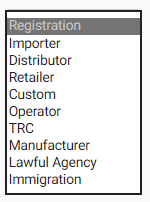 Registration
Importer
Distributor
Retailer
Custom
Operator
TRC
Manufacturer
Lawful Agency
Immigration